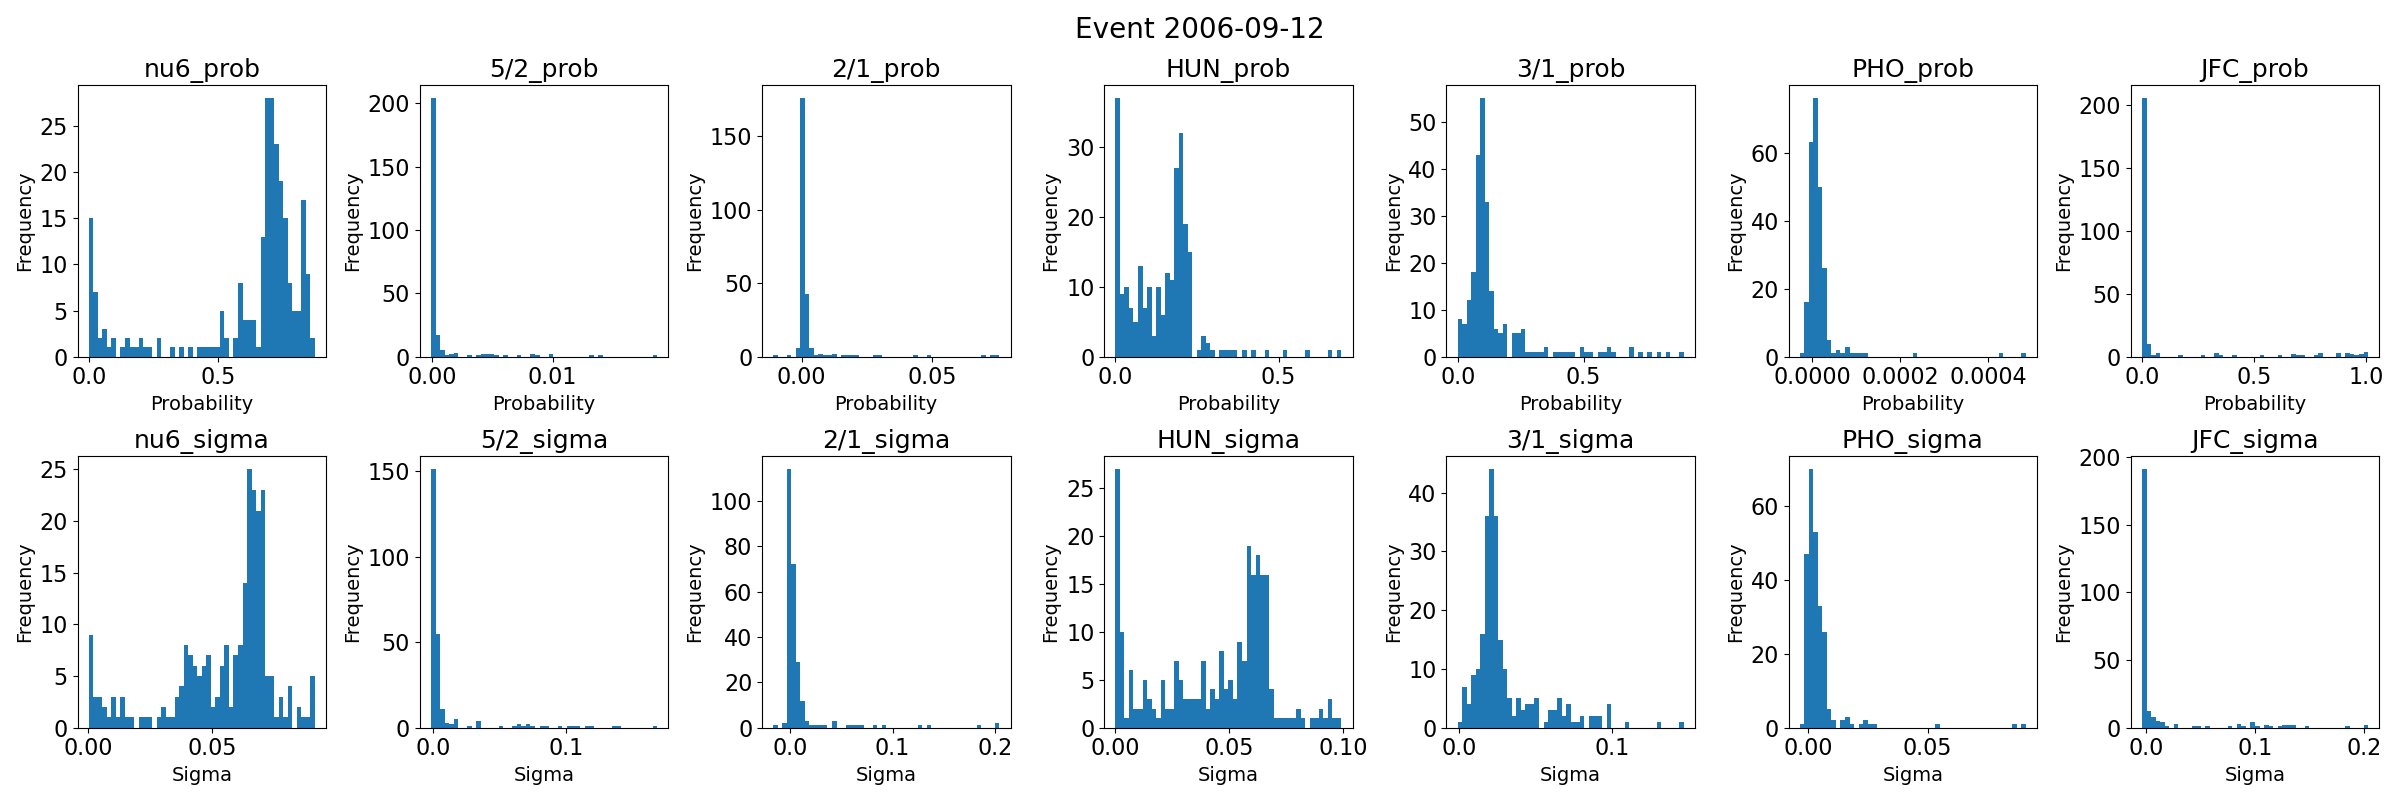 Event 2006-09-12
nu6_prob 5/2_prob 2/1_prob HUN_prob 3/1_prob PHO_prob JFC_prob
Frequency
0 5 10 15 20 25
0.0 0.5
Probability
Frequency
0 50 100 150 200
0.00 0.01
Probability
Frequency
0 50 100 150
0.00 0.05
Probability
Frequency
0 10 20 30
0.0 0.5
Probability
Frequency
0 10 20 30 40 50
0.0 0.5
Probability
Frequency
0 20 40 60
0.0000 0.0002 0.0004
Probability
Frequency
0 50 100 150 200
0.0 0.5 1.0
Probability
nu6_sigma 5/2_sigma 2/1_sigma HUN_sigma 3/1_sigma PHO_sigma JFC_sigma
Frequency
0 5 10 15 20 25
0.00 0.05
Sigma
Frequency
0 50 100 150
0.0 0.1
Sigma
Frequency
0 20 40 60 80 100
0.0 0.1 0.2
Sigma
Frequency
0 5 10 15 20 25
0.00 0.05 0.10
Sigma
Frequency
0 10 20 30 40
0.0 0.1
Sigma
Frequency
0 20 40 60
0.00 0.05
Sigma
Frequency
0 50 100 150 200
0.0 0.1 0.2
Sigma